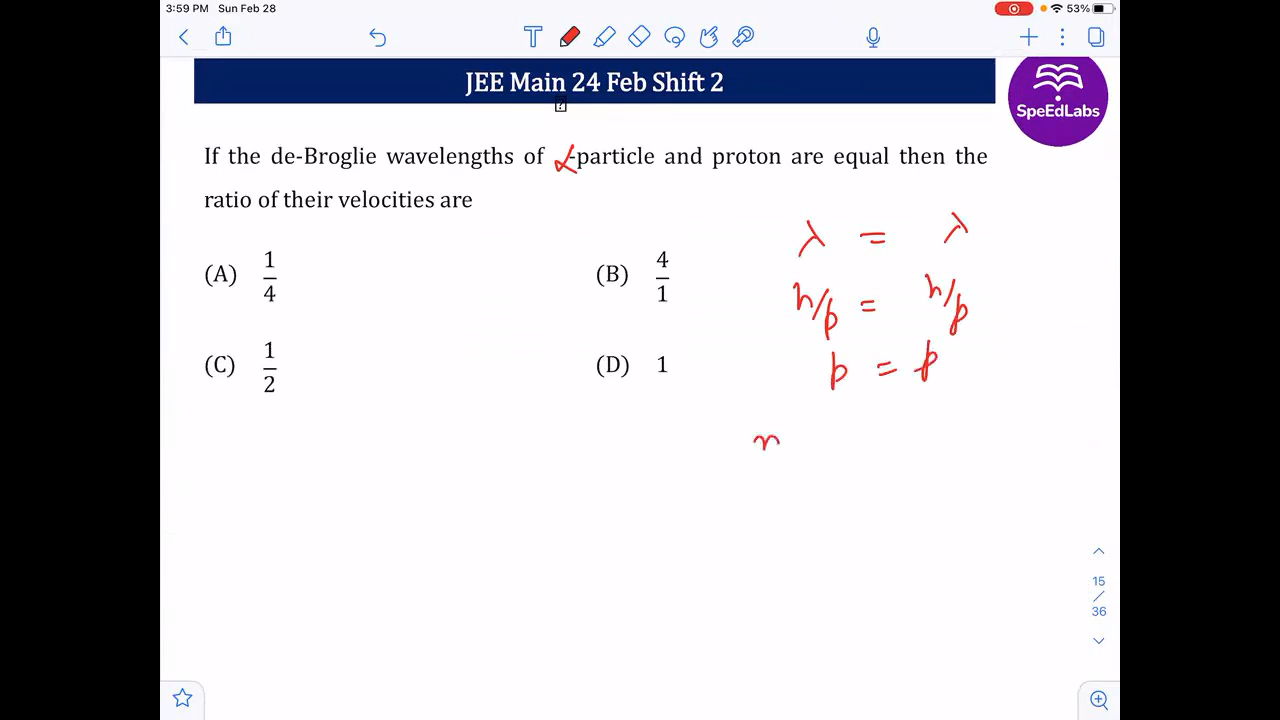 3:59 PM Sun Feb 28
53%
T
JEE Main 24 Feb Shift 2
SpeEdLabs
If the de-Broglie wavelengths of α-particle and proton are equal then the
ratio of their velocities are
(A) 1/4
(B) 4/1
(C) 1/2
(D) 1
λ = λ
h/p = h/p
p = p
m
15
/
36